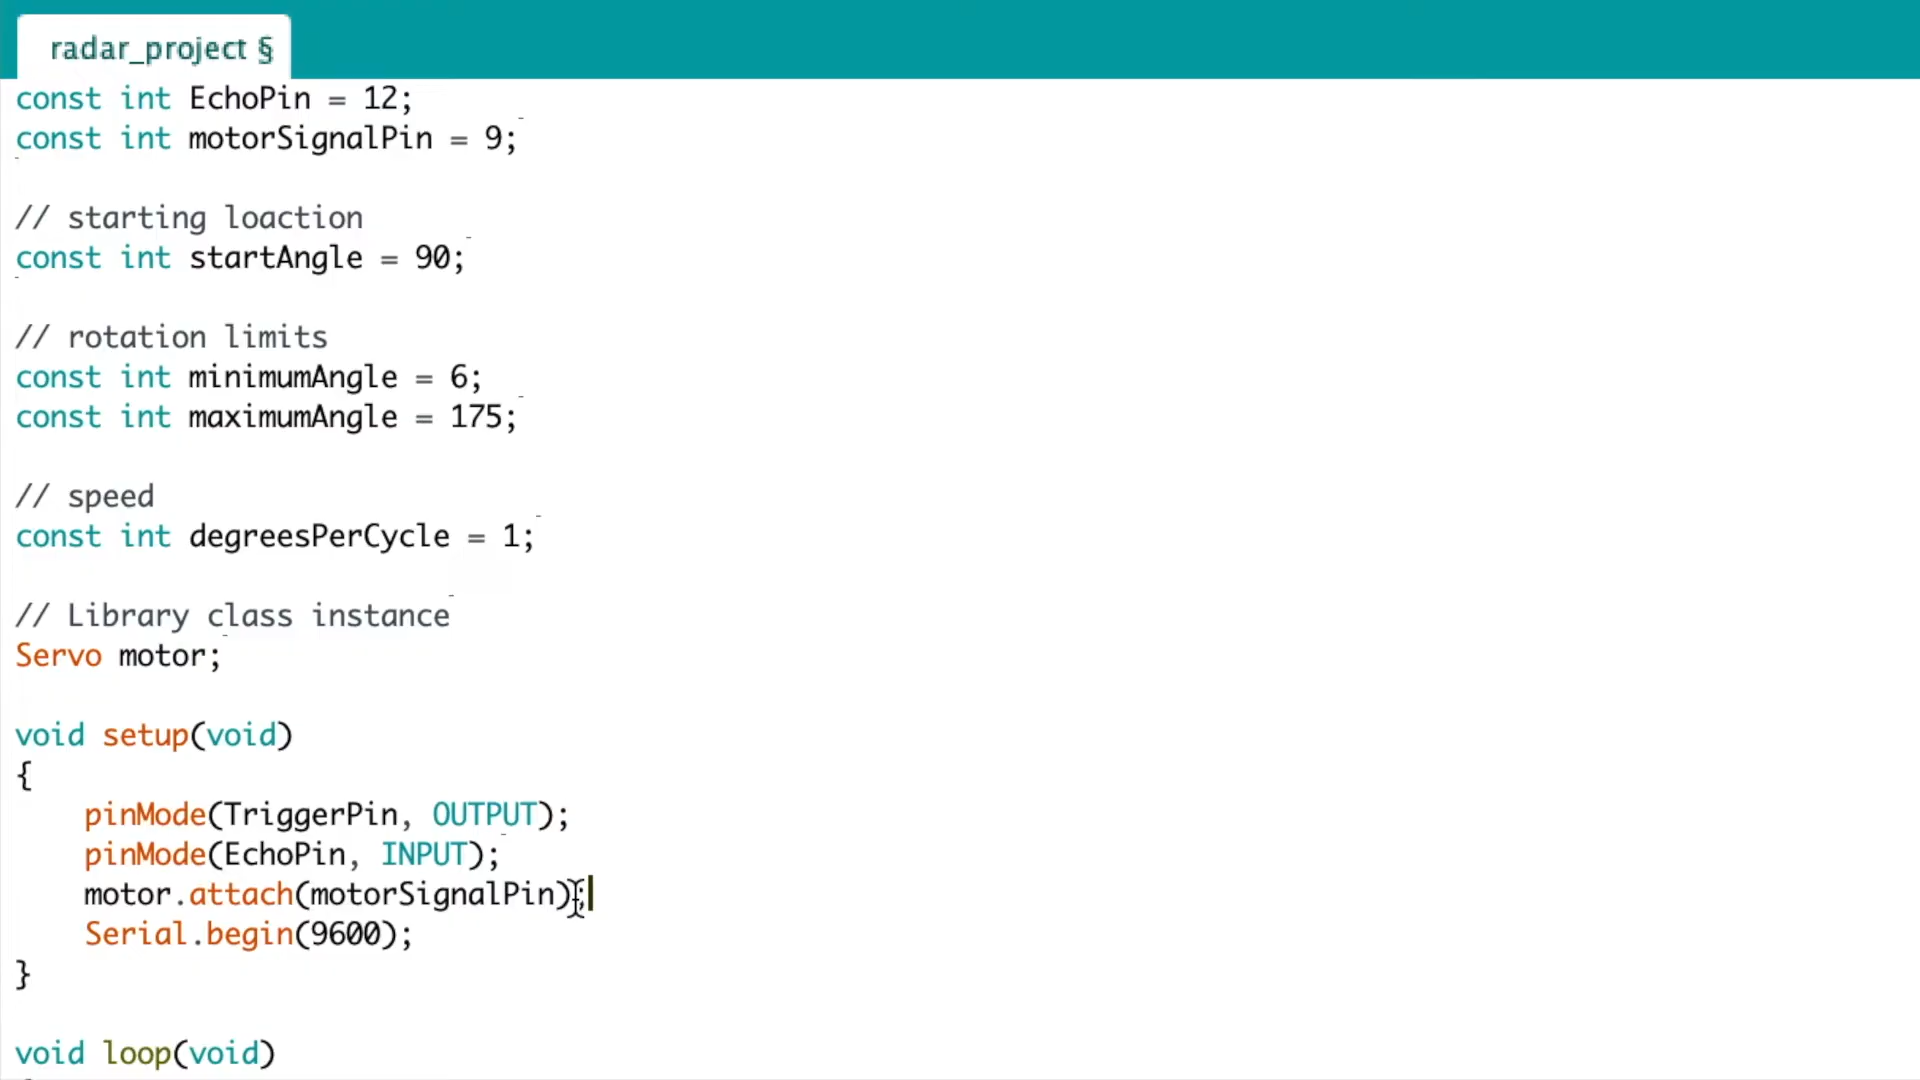 radar_project §
const int EchoPin = 12;
const int motorSignalPin = 9;
// starting loaction
const int startAngle = 90;
// rotation limits
const int minimumAngle = 6;
const int maximumAngle = 175;
// speed
const int degreesPerCycle = 1;
// Library class instance
Servo motor;
void setup(void)
{
    pinMode(TriggerPin, OUTPUT);
    pinMode(EchoPin, INPUT);
    motor.attach(motorSignalPin);
    Serial.begin(9600);
}
void loop(void)